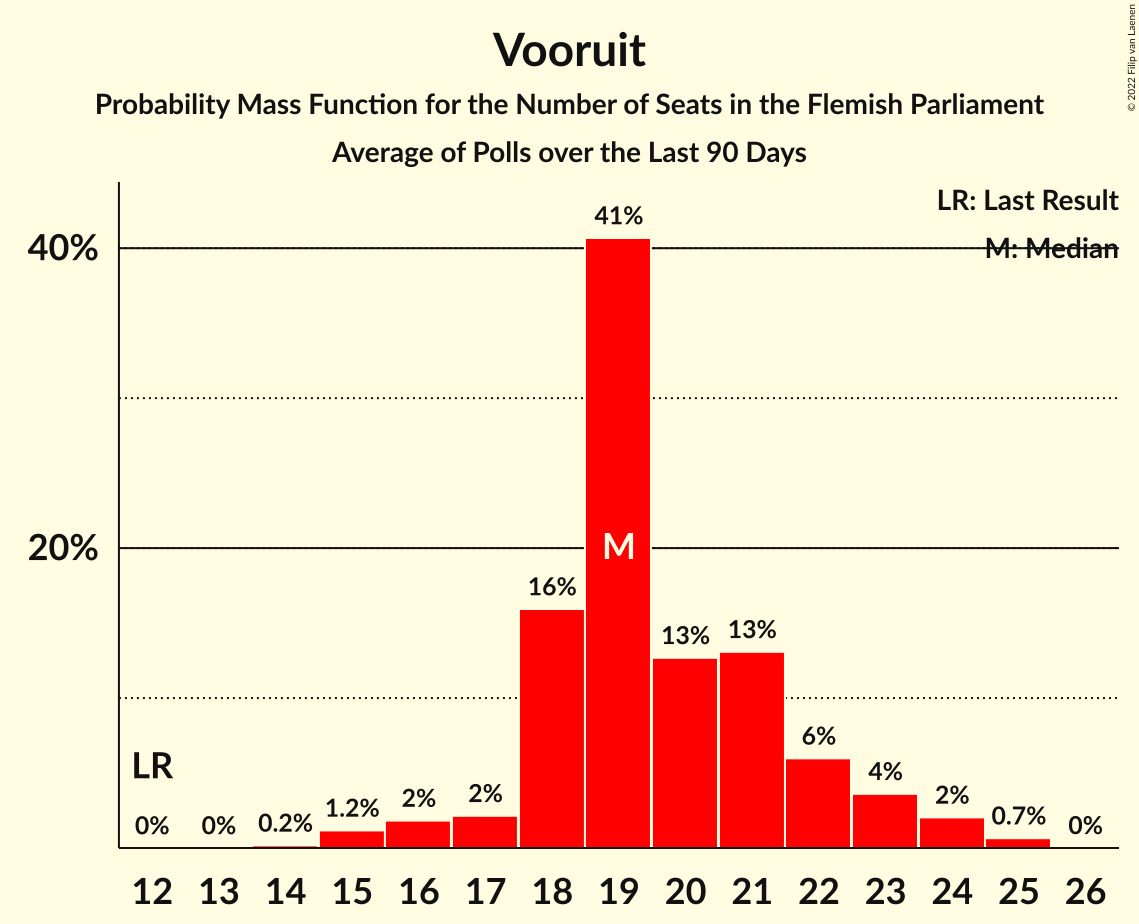 Vooruit
Probability Mass Function for the Number of Seats in the Flemish Parliament
Average of Polls over the Last 90 Days
© 2022 Filip van Laenen
LR: Last Result
M: Median
40%
20%
41%
M
16%
13%
13%
6%
4%
2%
0.7%
0%
LR
0%
0%
0.2%
1.2%
2%
2%
12 13 14 15 16 17 18 19 20 21 22 23 24 25 26